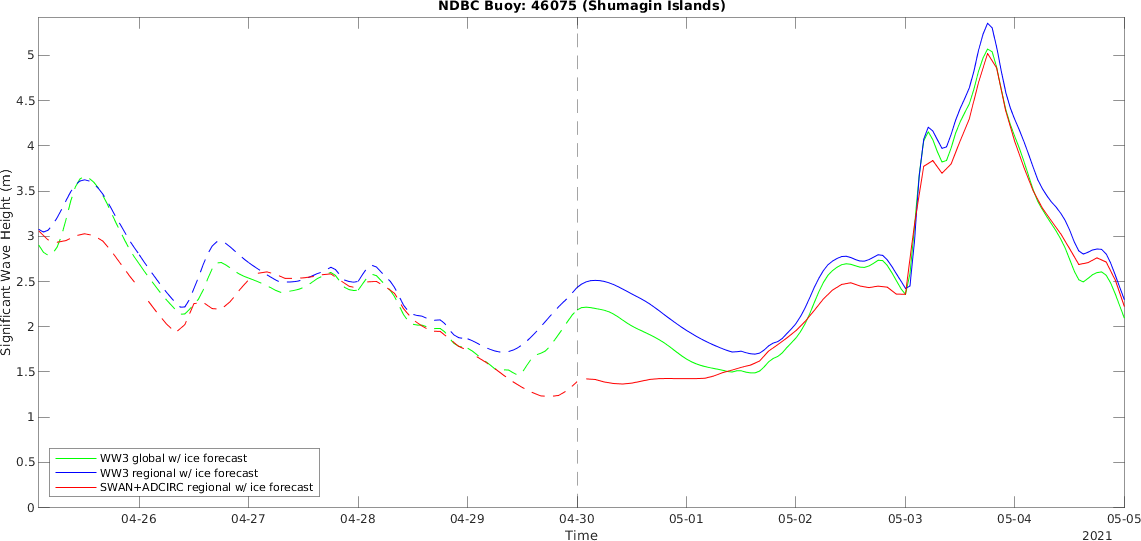 NDBC Buoy: 46075 (Shumagin Islands)
Significant Wave Height (m)
5
4.5
4
3.5
3
2.5
2
1.5
1
0.5
0
WW3 global w/ ice forecast
WW3 regional w/ ice forecast
SWAN+ADCIRC regional w/ ice forecast
04-26 04-27 04-28 04-29 04-30 05-01 05-02 05-03 05-04 05-05
Time
2021